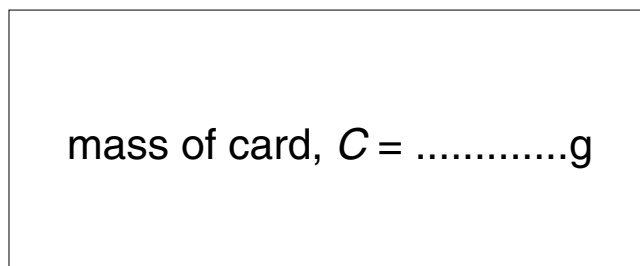 mass of card, C = .............g